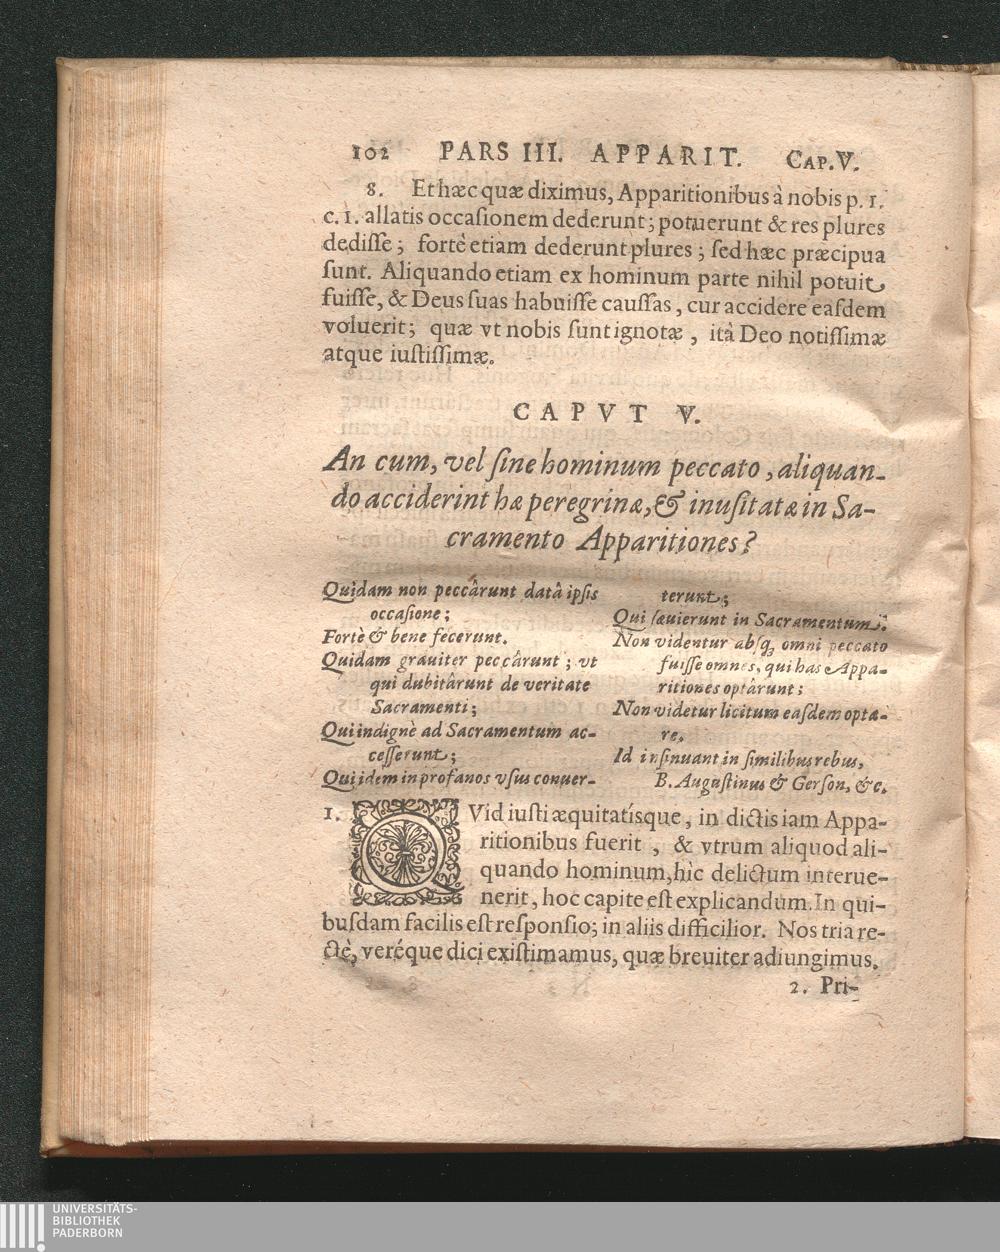 102 PARS III. APPARIT. CAP.V.
8. Et hæc quæ diximus, Apparitionibus à nobis p. 1.
c. 1. allatis occaſionem dederunt; potuerunt & res plures
dediſſe; fortè etiam dederunt plures; ſed hæc præcipua
ſunt. Aliquando etiam ex hominum parte nihil potuit
fuiſſe, & Deus ſuas habuiſſe cauſſas, cur accidere eaſdem
voluerit; quæ vt nobis ſunt ignotæ, ità Deo notiſſimæ
atque iuſtiſſimæ.
CAPVT V.
An cum, vel ſine hominum peccato, aliquan-
do acciderint hæ peregrinæ, & inuſitatæ in Sa-
cramento Apparitiones?
Quidam non peccârunt datâ ipſis
occaſione;
Fortè & bene fecerunt.
Quidam grauiter peccârunt; vt
qui dubitârunt de veritate
Sacramenti;
Qui indignè ad Sacramentum ac-
ceſſerunt;
Qui idem in profanos vſus conuer-
terunt;
Qui ſæuierunt in Sacramentum:
Non videntur abſq; omni peccato
fuiſſe omnes, qui has Appa-
ritiones optârunt;
Non videtur licitum eaſdem opta-
re.
Id inſinuant in ſimilibus rebus,
B. Auguſtinus & Gerſon, &c.
1. QVid iuſti æquitatíſque, in dictis iam Appa-
ritionibus fuerit, & vtrum aliquod ali-
quando hominum, hìc delictum interue-
nerit, hoc capite eſt explicandum. In qui-
buſdam facilis eſt reſponſio; in aliis difficilior. Nos tria re-
ctè, veréque dici exiſtimamus, quæ breuiter adiungimus.
2. Pri-
UNIVERSITÄTS-
BIBLIOTHEK
PADERBORN